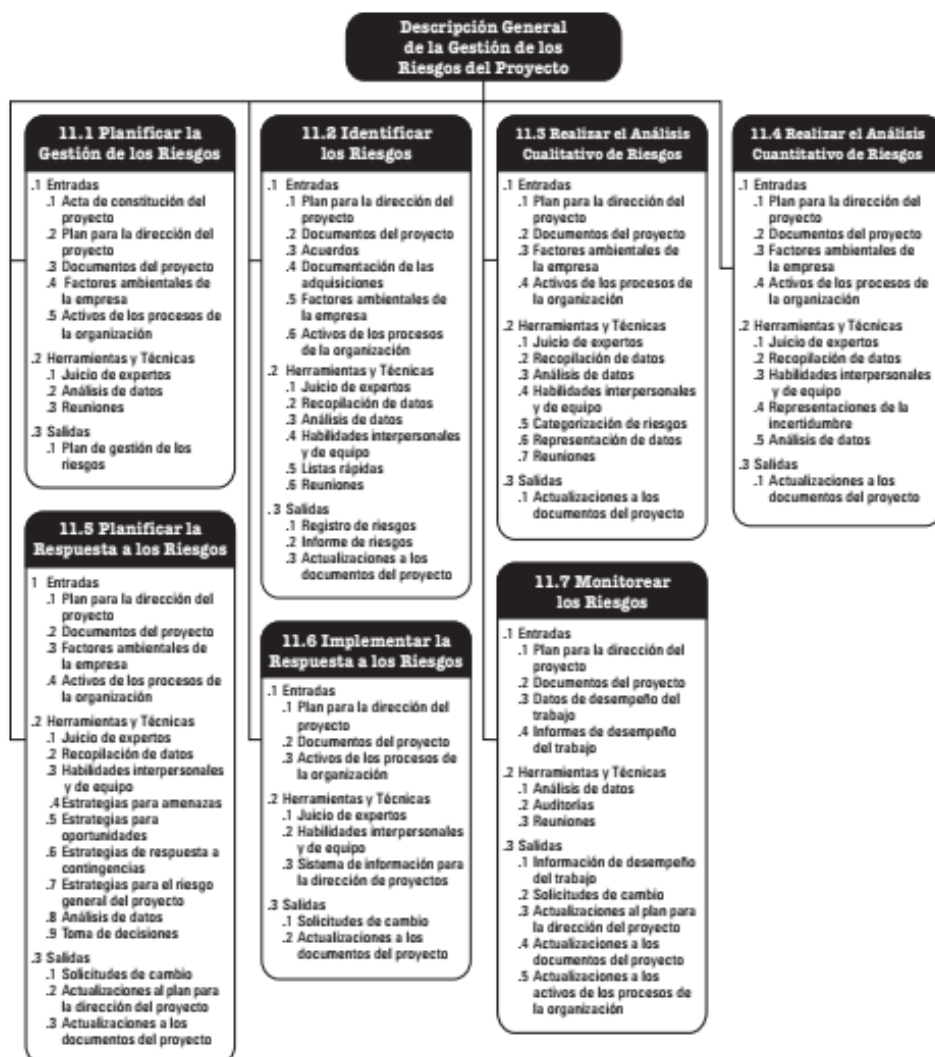 Descripción General
de la Gestión de los
Riesgos del Proyecto
11.1 Planificar la
Gestión de los Riesgos
.1 Entradas
.1 Acta de constitución del
proyecto
.2 Plan para la dirección del
proyecto
.3 Documentos del proyecto
.4 Factores ambientales de
la empresa
.5 Activos de los procesos de
la organización
.2 Herramientas y Técnicas
.1 Juicio de expertos
.2 Análisis de datos
.3 Reuniones
.3 Salidas
.1 Plan de gestión de los
riesgos
11.2 Identificar
los Riesgos
.1 Entradas
.1 Plan para la dirección del
proyecto
.2 Documentos del proyecto
.3 Acuerdos
.4 Documentación de las
adquisiciones
.5 Factores ambientales de
la empresa
.6 Activos de los procesos
de la organización
.2 Herramientas y Técnicas
.1 Juicio de expertos
.2 Recopilación de datos
.3 Análisis de datos
.4 Habilidades interpersonales
y de equipo
.5 Listas rápidas
.6 Reuniones
.3 Salidas
.1 Registro de riesgos
.2 Informe de riesgos
.3 Actualizaciones a los
documentos del proyecto
11.3 Realizar el Análisis
Cualitativo de Riesgos
.1 Entradas
.1 Plan para la dirección del
proyecto
.2 Documentos del proyecto
.3 Factores ambientales de
la empresa
.4 Activos de los procesos de
la organización
.2 Herramientas y Técnicas
.1 Juicio de expertos
.2 Recopilación de datos
.3 Análisis de datos
.4 Habilidades interpersonales
y de equipo
.5 Categorización de riesgos
.6 Representación de datos
.7 Reuniones
.3 Salidas
.1 Actualizaciones a los
documentos del proyecto
11.4 Realizar el Análisis
Cuantitativo de Riesgos
.1 Entradas
.1 Plan para la dirección del
proyecto
.2 Documentos del proyecto
.3 Factores ambientales de
la empresa
.4 Activos de los procesos de
la organización
.2 Herramientas y Técnicas
.1 Juicio de expertos
.2 Recopilación de datos
.3 Habilidades interpersonales
y de equipo
.4 Representaciones de la
incertidumbre
.5 Análisis de datos
.3 Salidas
.1 Actualizaciones a los
documentos del proyecto
11.5 Planificar la
Respuesta a los Riesgos
1 Entradas
.1 Plan para la dirección del
proyecto
.2 Documentos del proyecto
.3 Factores ambientales de
la empresa
.4 Activos de los procesos de
la organización
.2 Herramientas y Técnicas
.1 Juicio de expertos
.2 Recopilación de datos
.3 Habilidades interpersonales
y de equipo
.4 Estrategias para amenazas
.5 Estrategias para
oportunidades
.6 Estrategias de respuesta a
contingencias
.7 Estrategias para el riesgo
general del proyecto
.8 Análisis de datos
.9 Toma de decisiones
.3 Salidas
.1 Solicitudes de cambio
.2 Actualizaciones al plan para
la dirección del proyecto
.3 Actualizaciones a los
documentos del proyecto
11.6 Implementar la
Respuesta a los Riesgos
.1 Entradas
.1 Plan para la dirección del
proyecto
.2 Documentos del proyecto
.3 Activos de los procesos de
la organización
.2 Herramientas y Técnicas
.1 Juicio de expertos
.2 Habilidades interpersonales
y de equipo
.3 Sistema de información para
la dirección de proyectos
.3 Salidas
.1 Solicitudes de cambio
.2 Actualizaciones a los
documentos del proyecto
11.7 Monitorear
los Riesgos
.1 Entradas
.1 Plan para la dirección del
proyecto
.2 Documentos del proyecto
.3 Datos de desempeño del
trabajo
.4 Informes de desempeño
del trabajo
.2 Herramientas y Técnicas
.1 Análisis de datos
.2 Auditorías
.3 Reuniones
.3 Salidas
.1 Información de desempeño
del trabajo
.2 Solicitudes de cambio
.3 Actualizaciones al plan para
la dirección del proyecto
.4 Actualizaciones a los
documentos del proyecto
.5 Actualizaciones a los
activos de los procesos de
la organización